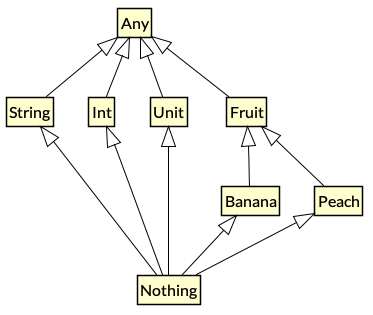 Any
String
Int
Unit
Fruit
Banana
Peach
Nothing